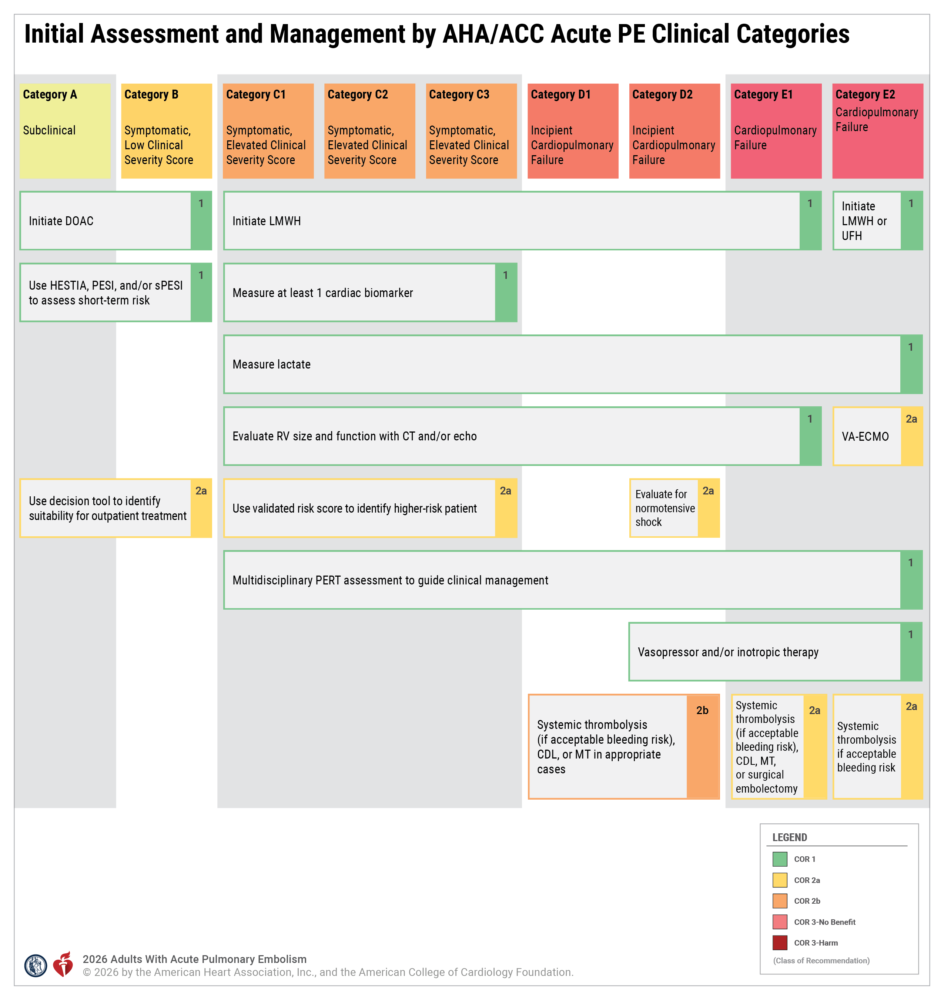 Initial Assessment and Management by AHA/ACC Acute PE Clinical Categories
Category A
Subclinical
Category B
Symptomatic,
Low Clinical
Severity Score
Category C1
Symptomatic,
Elevated Clinical
Severity Score
Category C2
Symptomatic,
Elevated Clinical
Severity Score
Category C3
Symptomatic,
Elevated Clinical
Severity Score
Category D1
Incipient
Cardiopulmonary
Failure
Category D2
Incipient
Cardiopulmonary
Failure
Category E1
Cardiopulmonary
Failure
Category E2
Cardiopulmonary
Failure
Initiate DOAC
1
Initiate LMWH
1
Initiate
LMWH or
UFH
1
Use HESTIA, PESI, and/or sPESI
to assess short-term risk
1
Measure at least 1 cardiac biomarker
1
Measure lactate
1
Evaluate RV size and function with CT and/or echo
1
VA-ECMO
2a
Use decision tool to identify
suitability for outpatient treatment
2a
Use validated risk score to identify higher-risk patient
2a
Evaluate for
normotensive
shock
2a
Multidisciplinary PERT assessment to guide clinical management
1
Vasopressor and/or inotropic therapy
1
Systemic thrombolysis
(if acceptable bleeding risk),
CDL, or MT in appropriate
cases
2b
Systemic
thrombolysis
(if acceptable
bleeding risk),
CDL, MT,
or surgical
embolectomy
2a
Systemic
thrombolysis
if acceptable
bleeding risk
2a
LEGEND
COR 1
COR 2a
COR 2b
COR 3-No Benefit
COR 3-Harm
(Class of Recommendation)
2026 Adults With Acute Pulmonary Embolism
© 2026 by the American Heart Association, Inc., and the American College of Cardiology Foundation.